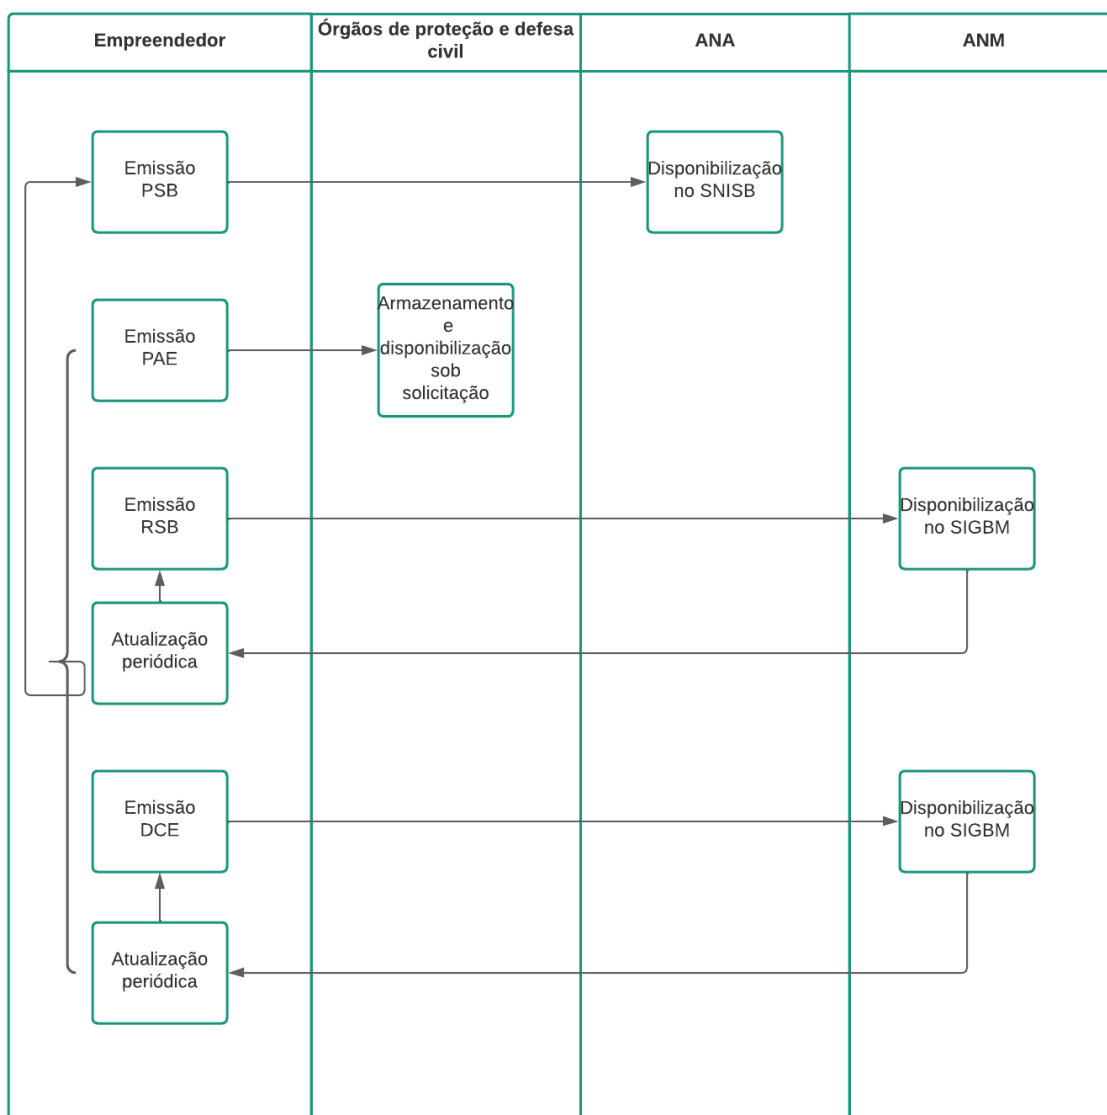 Empreendedor
Órgãos de proteção e defesa
civil
ANA
ANM
Emissão
PSB
Disponibilização
no SNISB
Emissão
PAE
Armazenamento
e
disponibilização
sob
solicitação
Emissão
RSB
Disponibilização
no SIGBM
Atualização
periódica
Emissão
DCE
Disponibilização
no SIGBM
Atualização
periódica